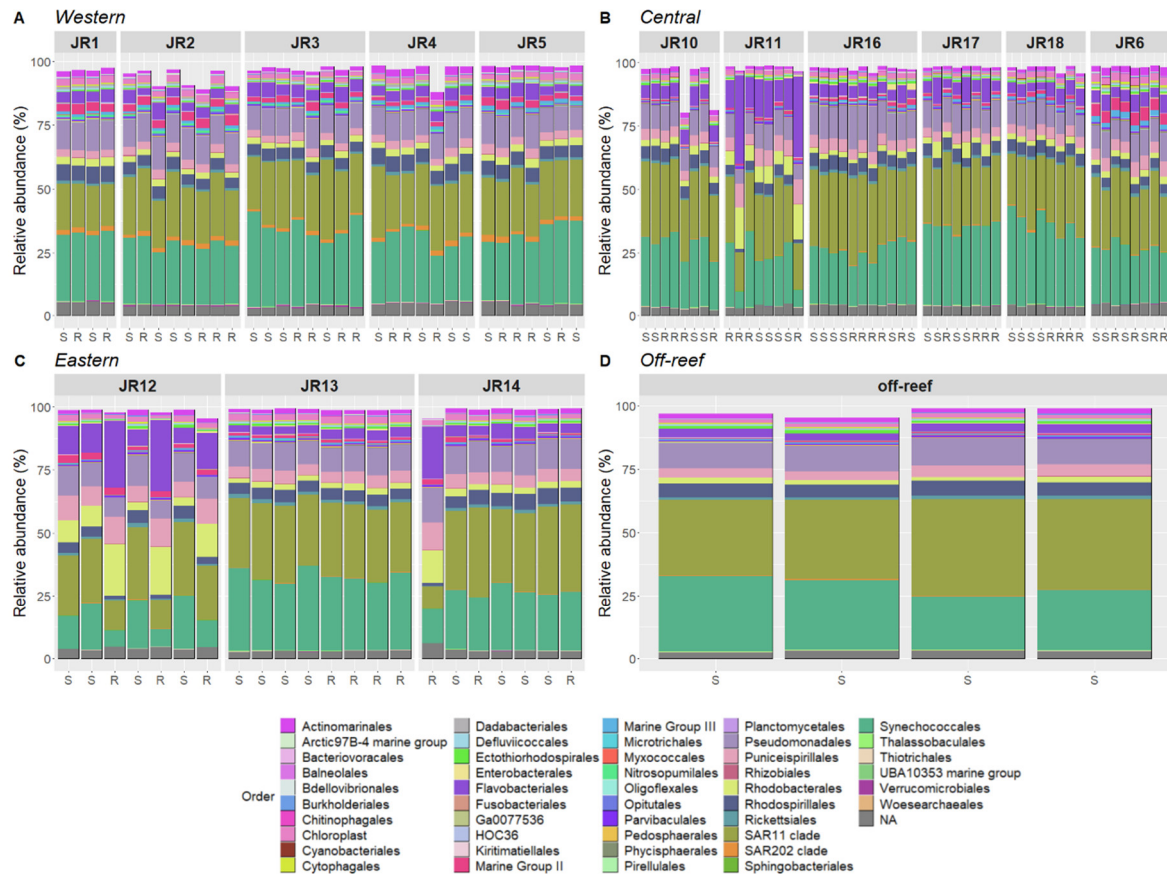 A Western
JR1 JR2 JR3 JR4 JR5
Relative abundance (%)
100
75
50
25
0
B Central
JR10 JR11 JR16 JR17 JR18 JR6
Relative abundance (%)
100
75
50
25
0
C Eastern
JR12 JR13 JR14
Relative abundance (%)
100
75
50
25
0
S S R S R S R S S S S R R R R R S R S S S R
D Off-reef
off-reef
Relative abundance (%)
100
75
50
25
0
S S S S
Order
Actinomarinales
Arctic97B-4 marine group
Bacteriovoracales
Balneolales
Bdellovibrionales
Burkholderiales
Chitinophagales
Chloroplast
Cyanobacteriales
Cytophagales
Dadabacteriales
Defluviicoccales
Ectothiorhodospirales
Enterobacterales
Flavobacteriales
Fusobacteriales
Ga0077536
HOC36
Kiritimatiellales
Marine Group II
Marine Group III
Microtrichales
Myxococcales
Nitrosopumilales
Oligoflexales
Opitutales
Parvibaculales
Pedosphaerales
Phycisphaerales
Pirellulales
Planctomycetales
Pseudomonadales
Puniceispirillales
Rhizobiales
Rhodobacterales
Rhodospirillales
Rickettsiales
SAR11 clade
SAR202 clade
Sphingobacteriales
Synechococcales
Thalassobaculales
Thiotrichales
UBA10353 marine group
Verrucomicrobiales
Woesearchaeales
NA